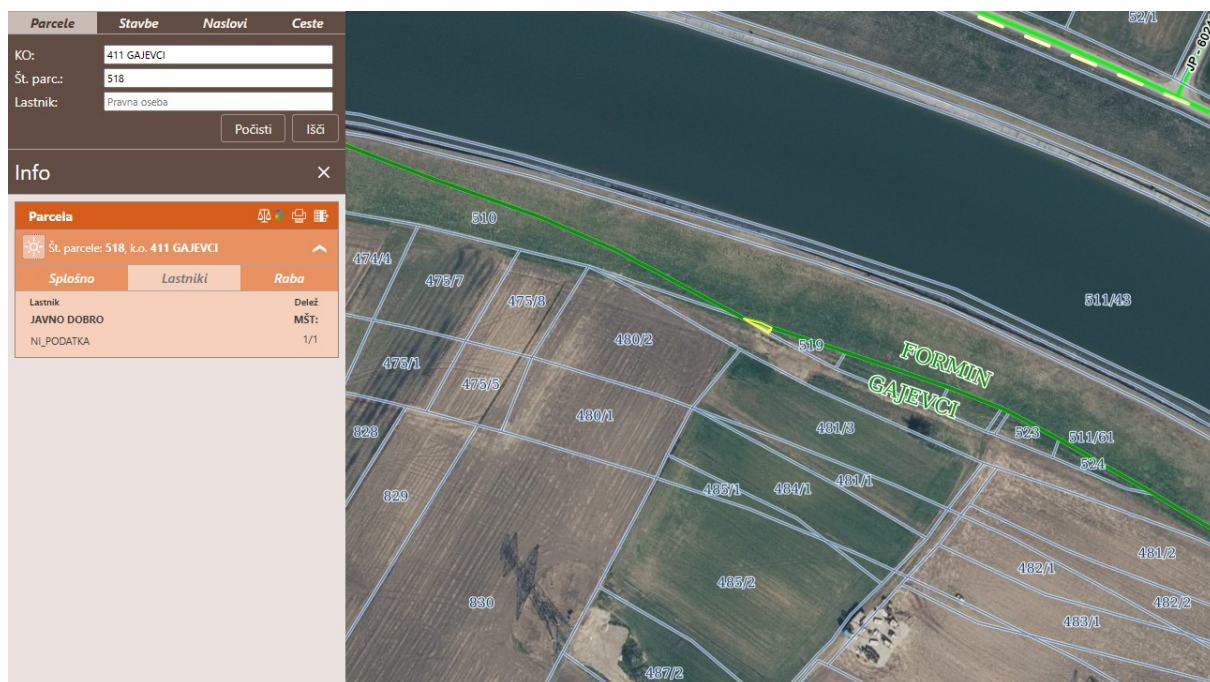 Parcele Stavbe Naslovi Ceste
KO: 411 GAJEVCI
Št. parc.: 518
Lastnik: Pravna oseba
Počisti Išči
Info
Parcela
Št. parcele: 518, k.o. 411 GAJEVCI
Splošno Lastniki Raba
Lastnik Delež
JAVNO DOBRO MŠT:
NI_PODATKA 1/1
52/1
JP - 6024
510
474/4
475/7
475/8
511/43
480/2
519
FORMIN
GAJEVCI
475/1
475/5
480/1
481/3
828
523
511/61
524
829
485/1
484/1
481/1
481/2
482/1
485/2
482/2
830
483/1
487/2